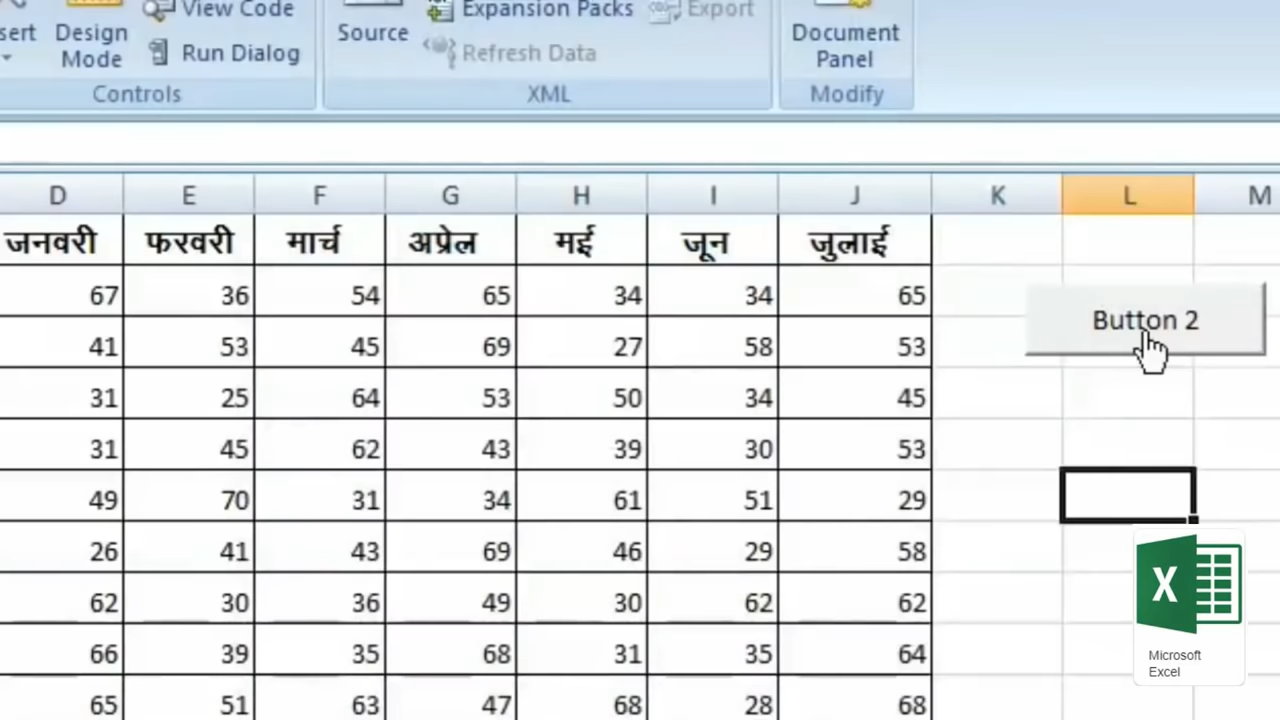 View Code
Expansion Packs
Export
sert
Design
Mode
Run Dialog
Source
Refresh Data
Document
Panel
Controls
XML
Modify
D E F G H I J K L M
जनवरी फरवरी मार्च अप्रेल मई जून जुलाई
67 36 54 65 34 34 65
Button 2
41 53 45 69 27 58 53
31 25 64 53 50 34 45
31 45 62 43 39 30 53
49 70 31 34 61 51 29
26 41 43 69 46 29 58
62 30 36 49 30 62 62
66 39 35 68 31 35 64
65 51 63 47 68 28 68
X
Microsoft
Excel